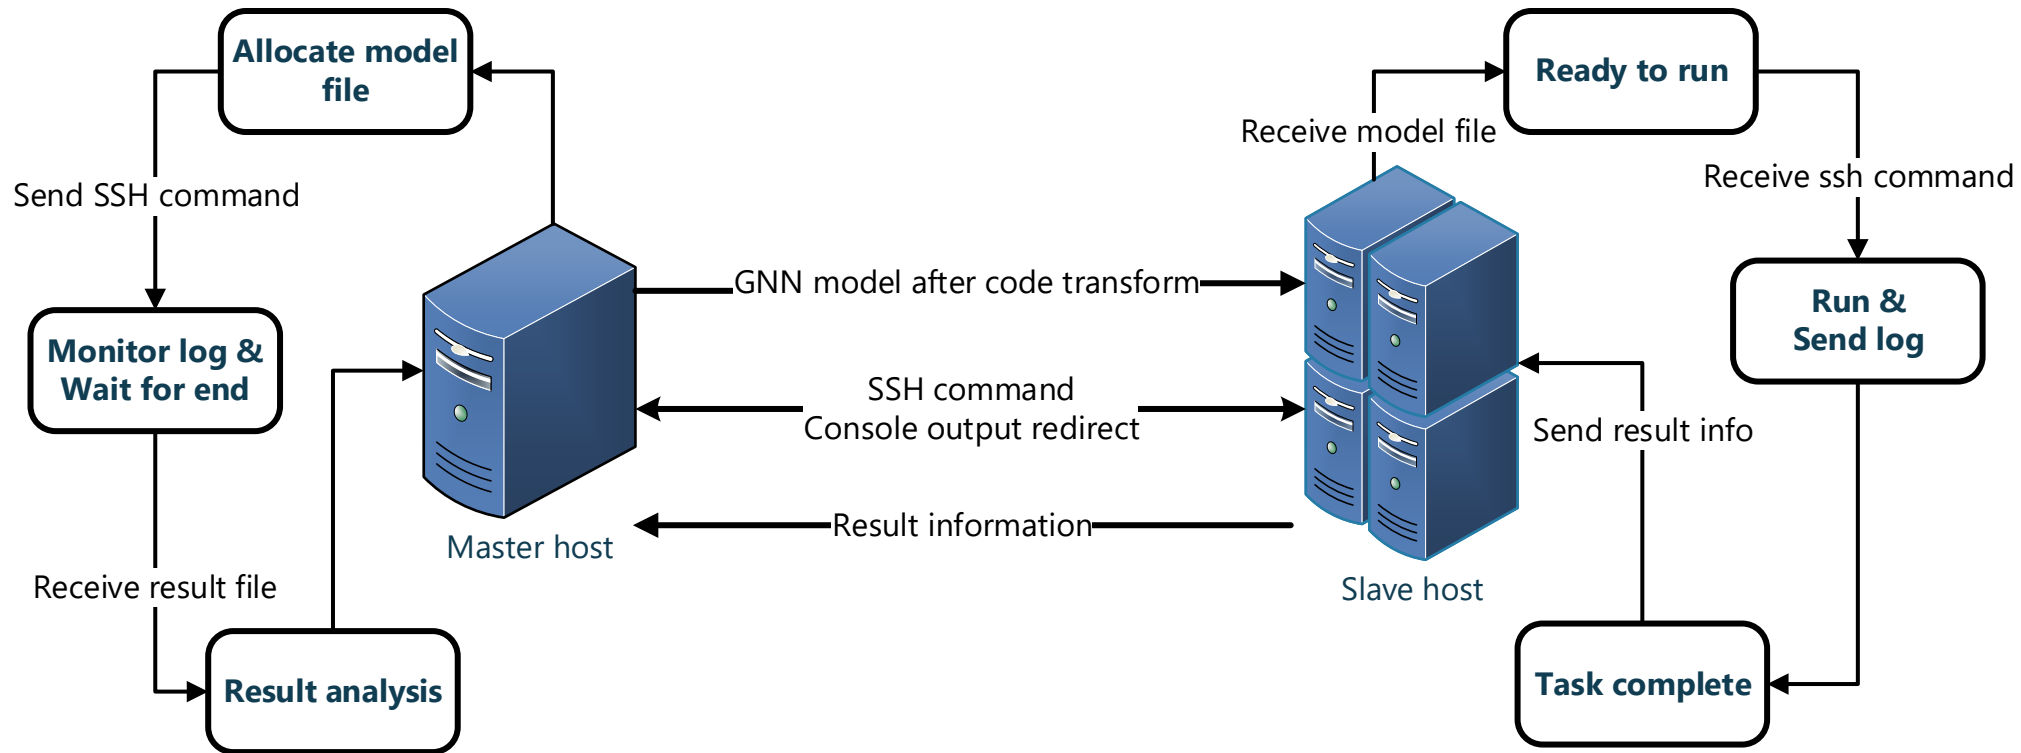 Allocate model
file
Ready to run
Receive model file
Send SSH command
Receive ssh command
GNN model after code transform
Run &
Send log
Monitor log &
Wait for end
SSH command
Console output redirect
Send result info
Result information
Master host
Slave host
Receive result file
Result analysis
Task complete